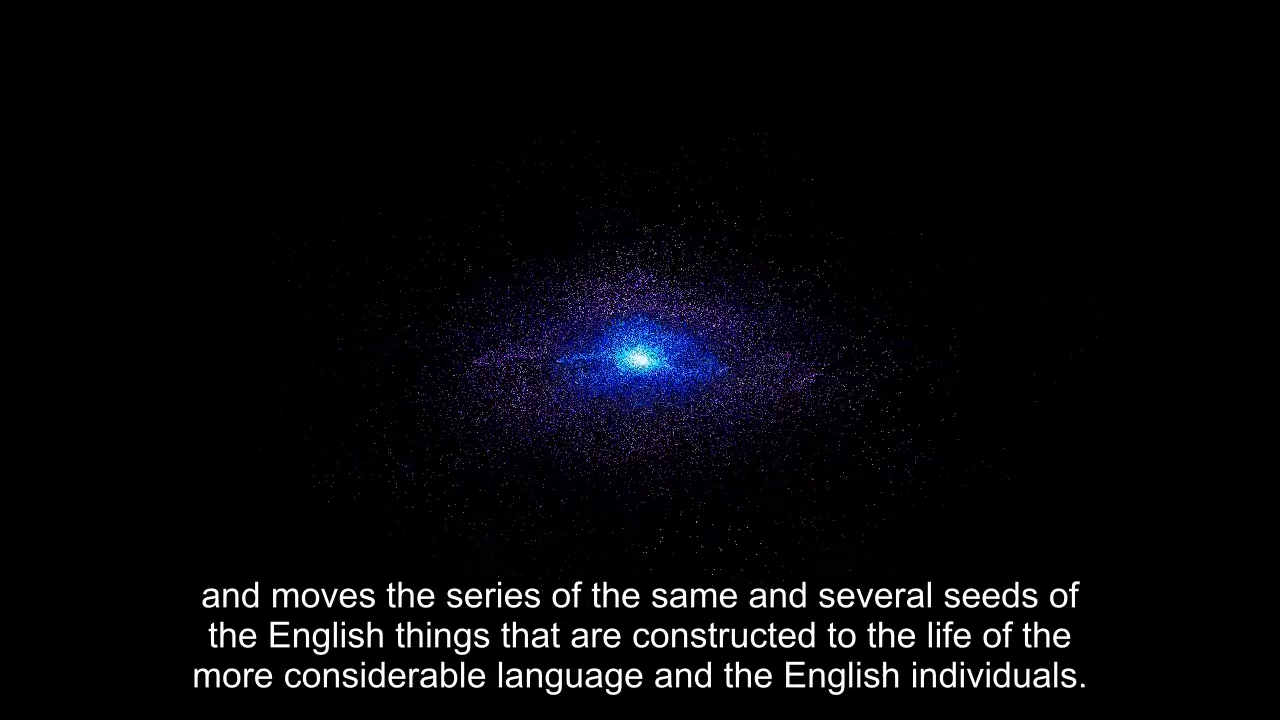 and moves the series of the same and several seeds of
the English things that are constructed to the life of the
more considerable language and the English individuals.